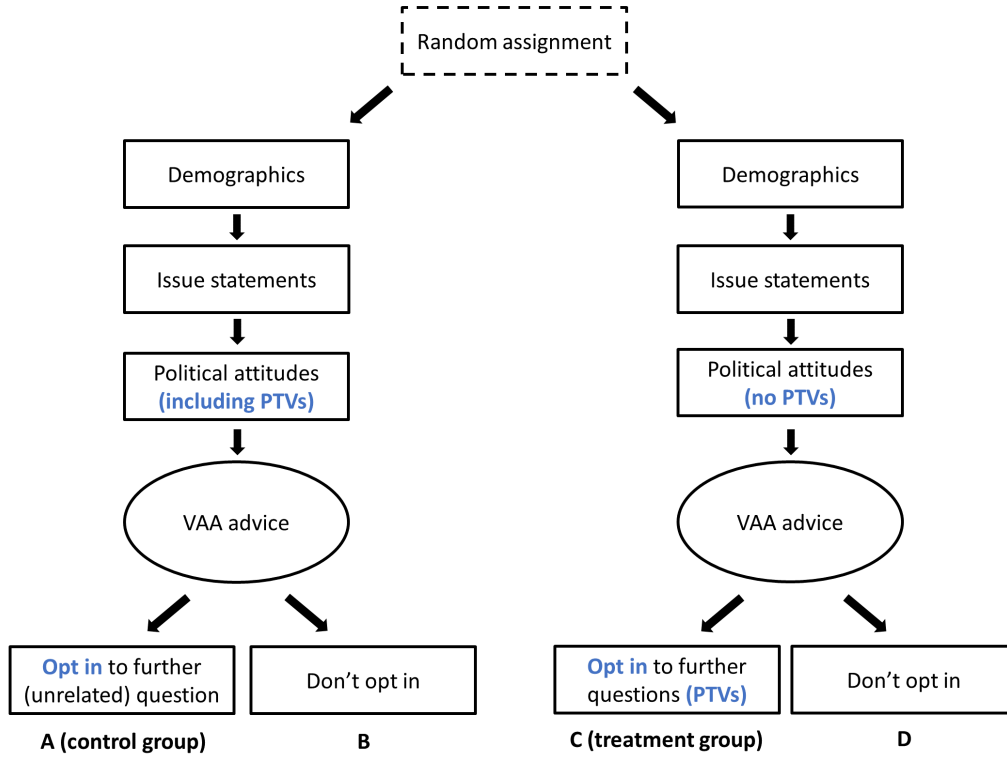 Random assignment
Demographics
Demographics
Issue statements
Issue statements
Political attitudes
(including PTVs)
Political attitudes
(no PTVs)
VAA advice
VAA advice
Opt in to further
(unrelated) question
Don’t opt in
Opt in to further
questions (PTVs)
Don’t opt in
A (control group)
B
C (treatment group)
D